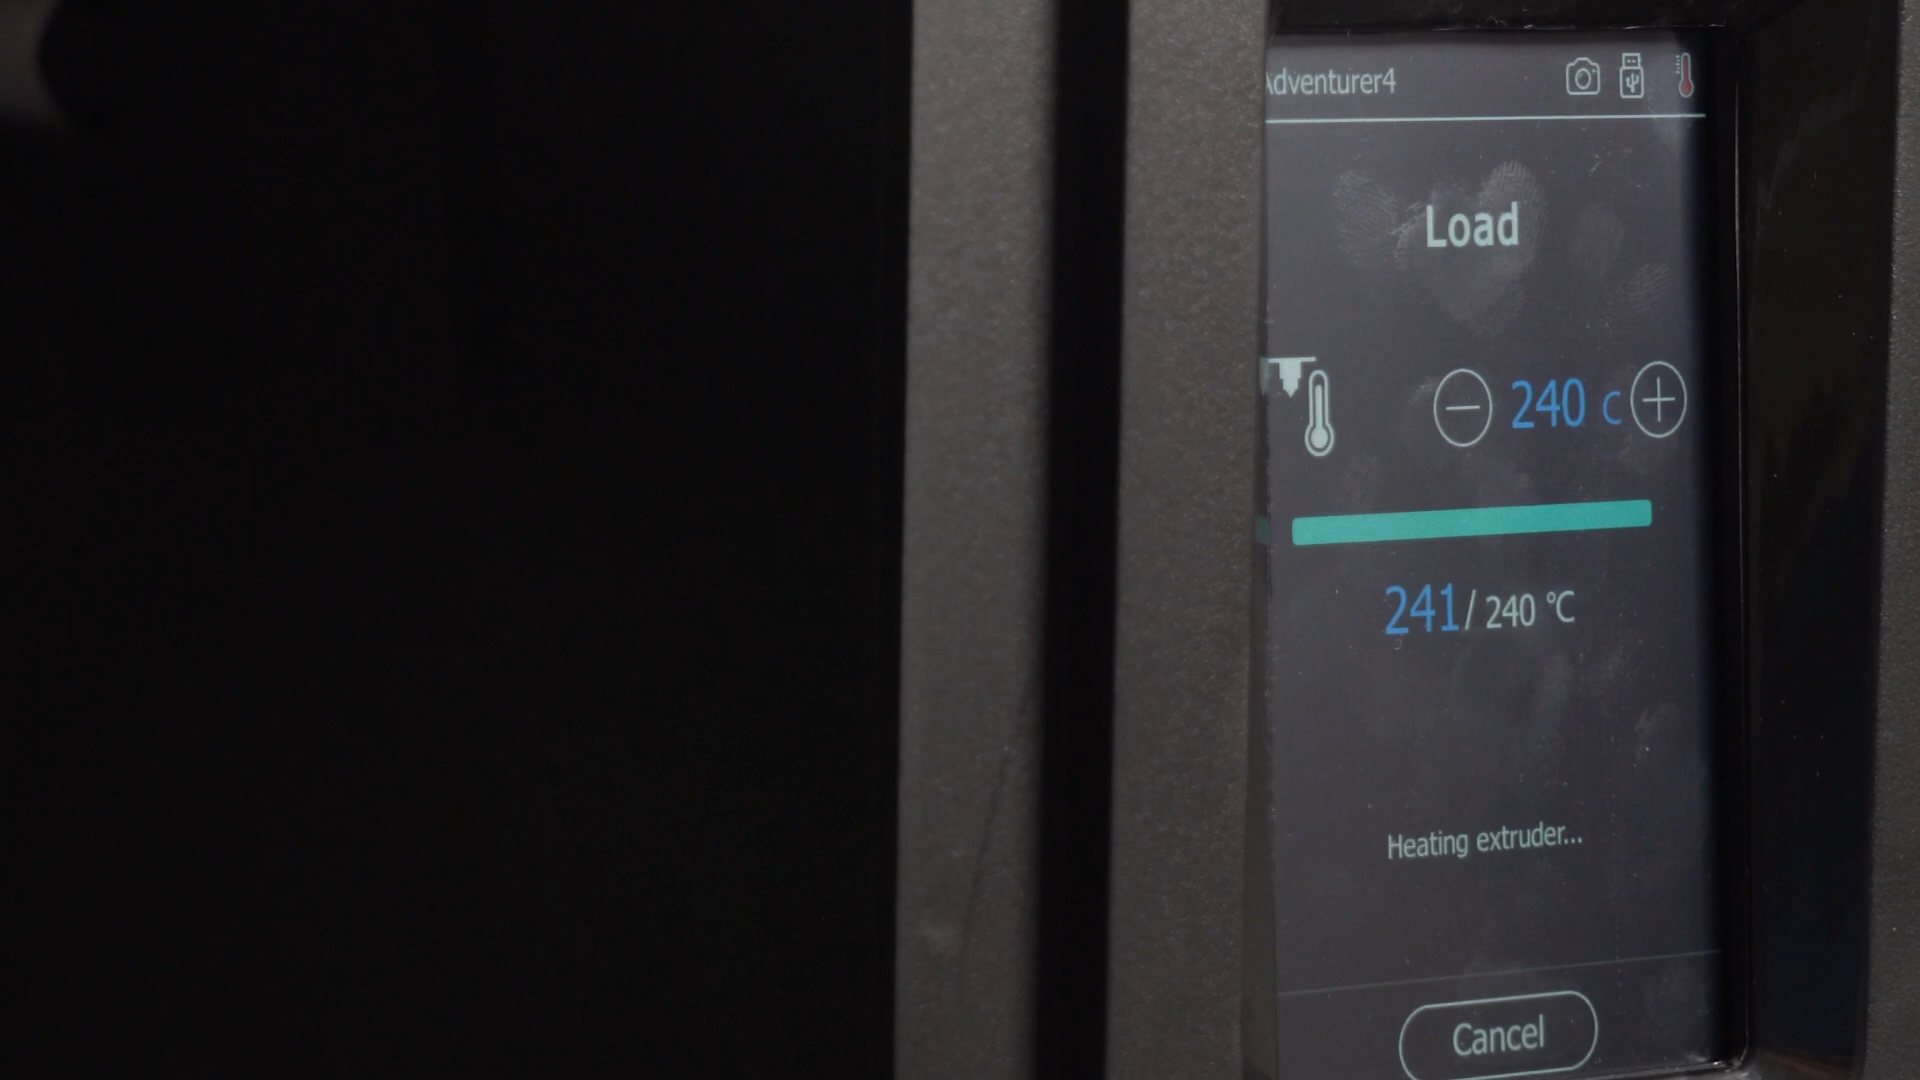 Adventurer4
Load
240 C
241/ 240 °C
Heating extruder...
Cancel